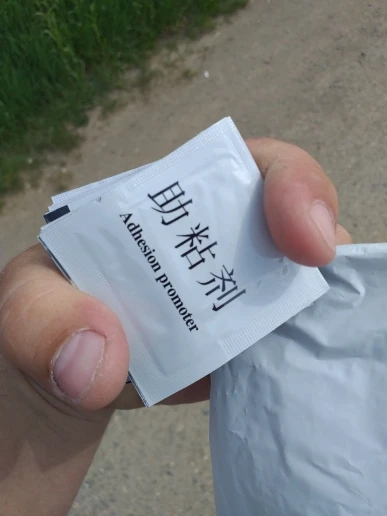 助粘剂
Adhesion promoter